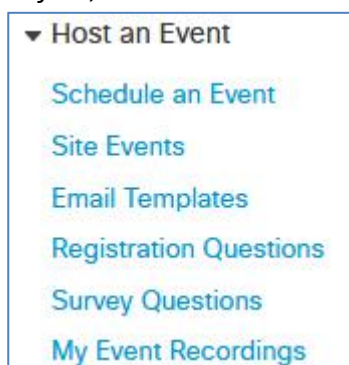 Host an Event
Schedule an Event
Site Events
Email Templates
Registration Questions
Survey Questions
My Event Recordings